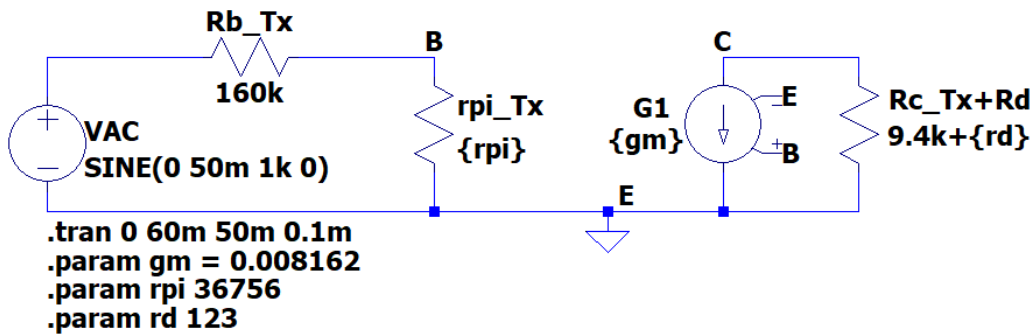 Rb_Tx
160k
B
C
rpi_Tx
{rpi}
G1
{gm}
E
B
Rc_Tx+Rd
9.4k+{rd}
+
VAC
SINE(0 50m 1k 0)
E
.tran 0 60m 50m 0.1m
.param gm = 0.008162
.param rpi 36756
.param rd 123